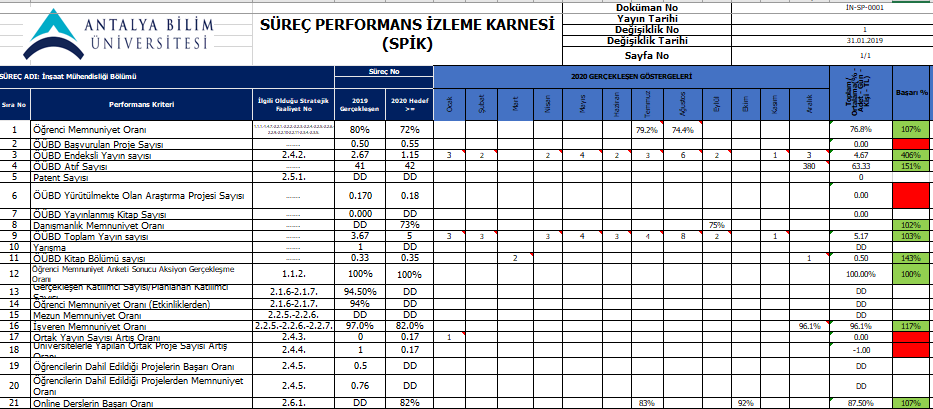 ANTALYA BİLİM
ÜNİVERSİTESİ
SÜREÇ PERFORMANS İZLEME KARNESİ
(SPİK)
Doküman No IN-SP-0001
Yayın Tarihi
Değişiklik No 1
Değişiklik Tarihi 31.01.2019
Sayfa No 1/1
SÜREÇ ADI: İnşaat Mühendisliği Bölümü Süreç No 2020 GERÇEKLEŞEN GÖSTERGELERİ
Sıra No Performans Kriteri İlgili Olduğu Stratejik Faaliyet No 2019 Gerçekleşen 2020 Hedef >= Ocak Şubat Mart Nisan Mayıs Haziran Temmuz Ağustos Eylül Ekim Kasım Aralık Toplam / Ortalama(% - Adet - Gün - Kişi - TL) Başarı %
1 Öğrenci Memnuniyet Oranı 80% 72% 79.2% 74.4% 76.8% 107%
2 ÖÜBD Başvurulan Proje Sayısı ------- 0.50 0.55 0.00
3 ÖÜBD Endeksli Yayın sayısı 2.4.2. 2.67 1.15 3 2 2 4 2 3 6 2 1 3 4.67 406%
4 ÖÜBD Atıf Sayısı ------- 41 42 380 63.33 151%
5 Patent Sayısı 2.5.1. DD DD 0
6 ÖÜBD Yürütülmekte Olan Araştırma Projesi Sayısı ------- 0.170 0.18 0.00
7 ÖÜBD Yayınlanmış Kitap Sayısı ------- 0.000 DD 0.00
8 Danışmanlık Memnuniyet Oranı ------- DD 73% 75% 102%
9 ÖÜBD Toplam Yayın sayısı ------- 3.67 5 3 3 3 4 3 4 8 2 1 5.17 103%
10 Yarışma ------- 1 DD DD
11 ÖÜBD Kitap Bölümü sayısı ------- 0.33 0.35 2 1 0.50 143%
12 Öğrenci Memnuniyet Anketi Sonucu Aksiyon Gerçekleşme
Oranı 1.1.2. 100% 100% 100.00% 100%
13 Gerçekleşen Katılımcı Sayısı/Planlanan Katılımcı
Sayısı 2.1.6-2.1.7. 94.50% DD DD
14 Öğrenci Memnuniyet Oranı (Etkinliklerden) 2.1.6-2.1.7. 94% DD DD
15 Mezun Memnuniyet Oranı 2.2.5.-2.2.6. DD DD DD
16 İşveren Memnuniyet Oranı 2.2.5-2.2.6-2.2.7. 97.0% 82.0% 96.1% 96.1% 117%
17 Ortak Yayın Sayısı Artış Oranı 2.4.3. 0 0.17 1 0.00
18 Üniversitelerle Yapılan Ortak Proje Sayısı Artış
Oranı 2.4.4. 1 0.17 -1.00
19 Öğrencilerin Dahil Edildiği Projelerin Başarı Oranı 2.4.5. 0.5 DD DD
20 Öğrencilerin Dahil Edildiği Projelerden Memnuniyet
Oranı 2.4.5. 0.76 DD DD
21 Online Derslerin Başarı Oranı 2.6.1. DD 82% 83% 92% 87.50% 107%